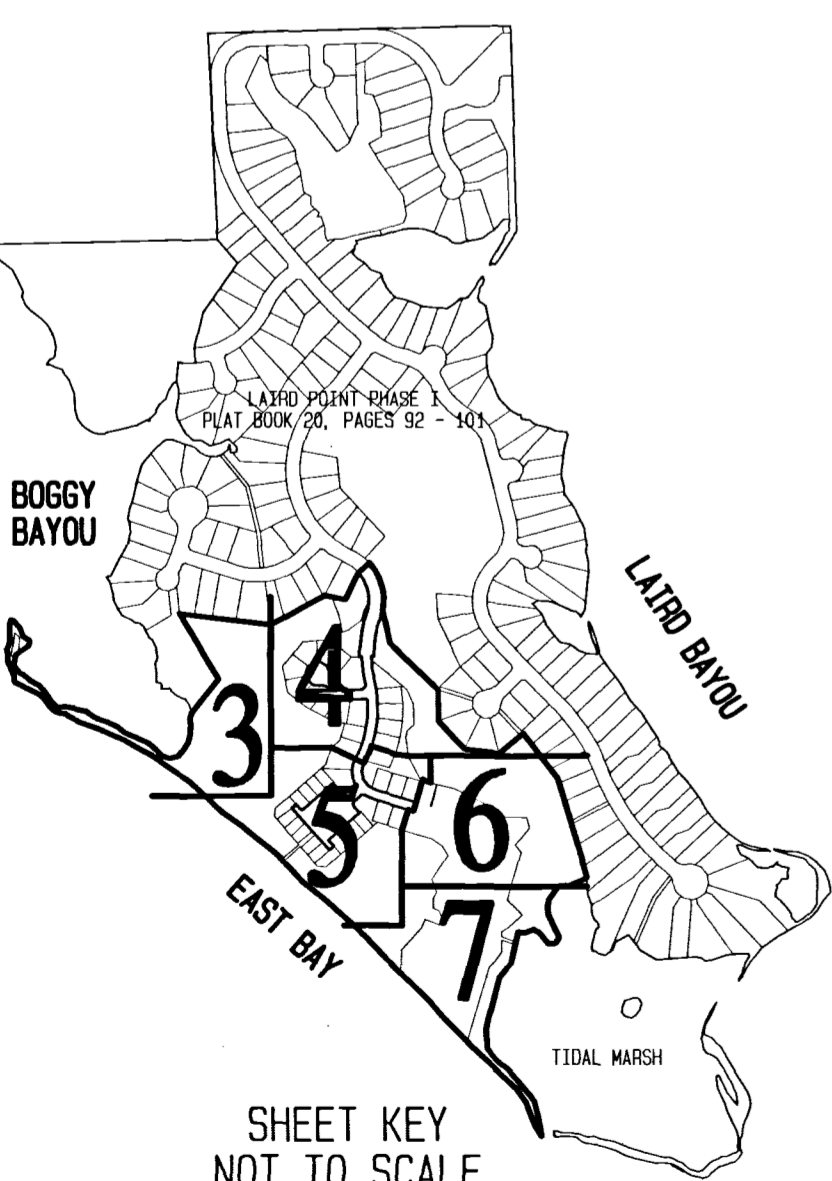 LAIRD POINT PHASE I
PLAT BOOK 20, PAGES 92 - 101
BOGGY
BAYOU
LAIRD BAYOU
4
3
5
6
7
EAST BAY
TIDAL MARSH
SHEET KEY
NOT TO SCALE